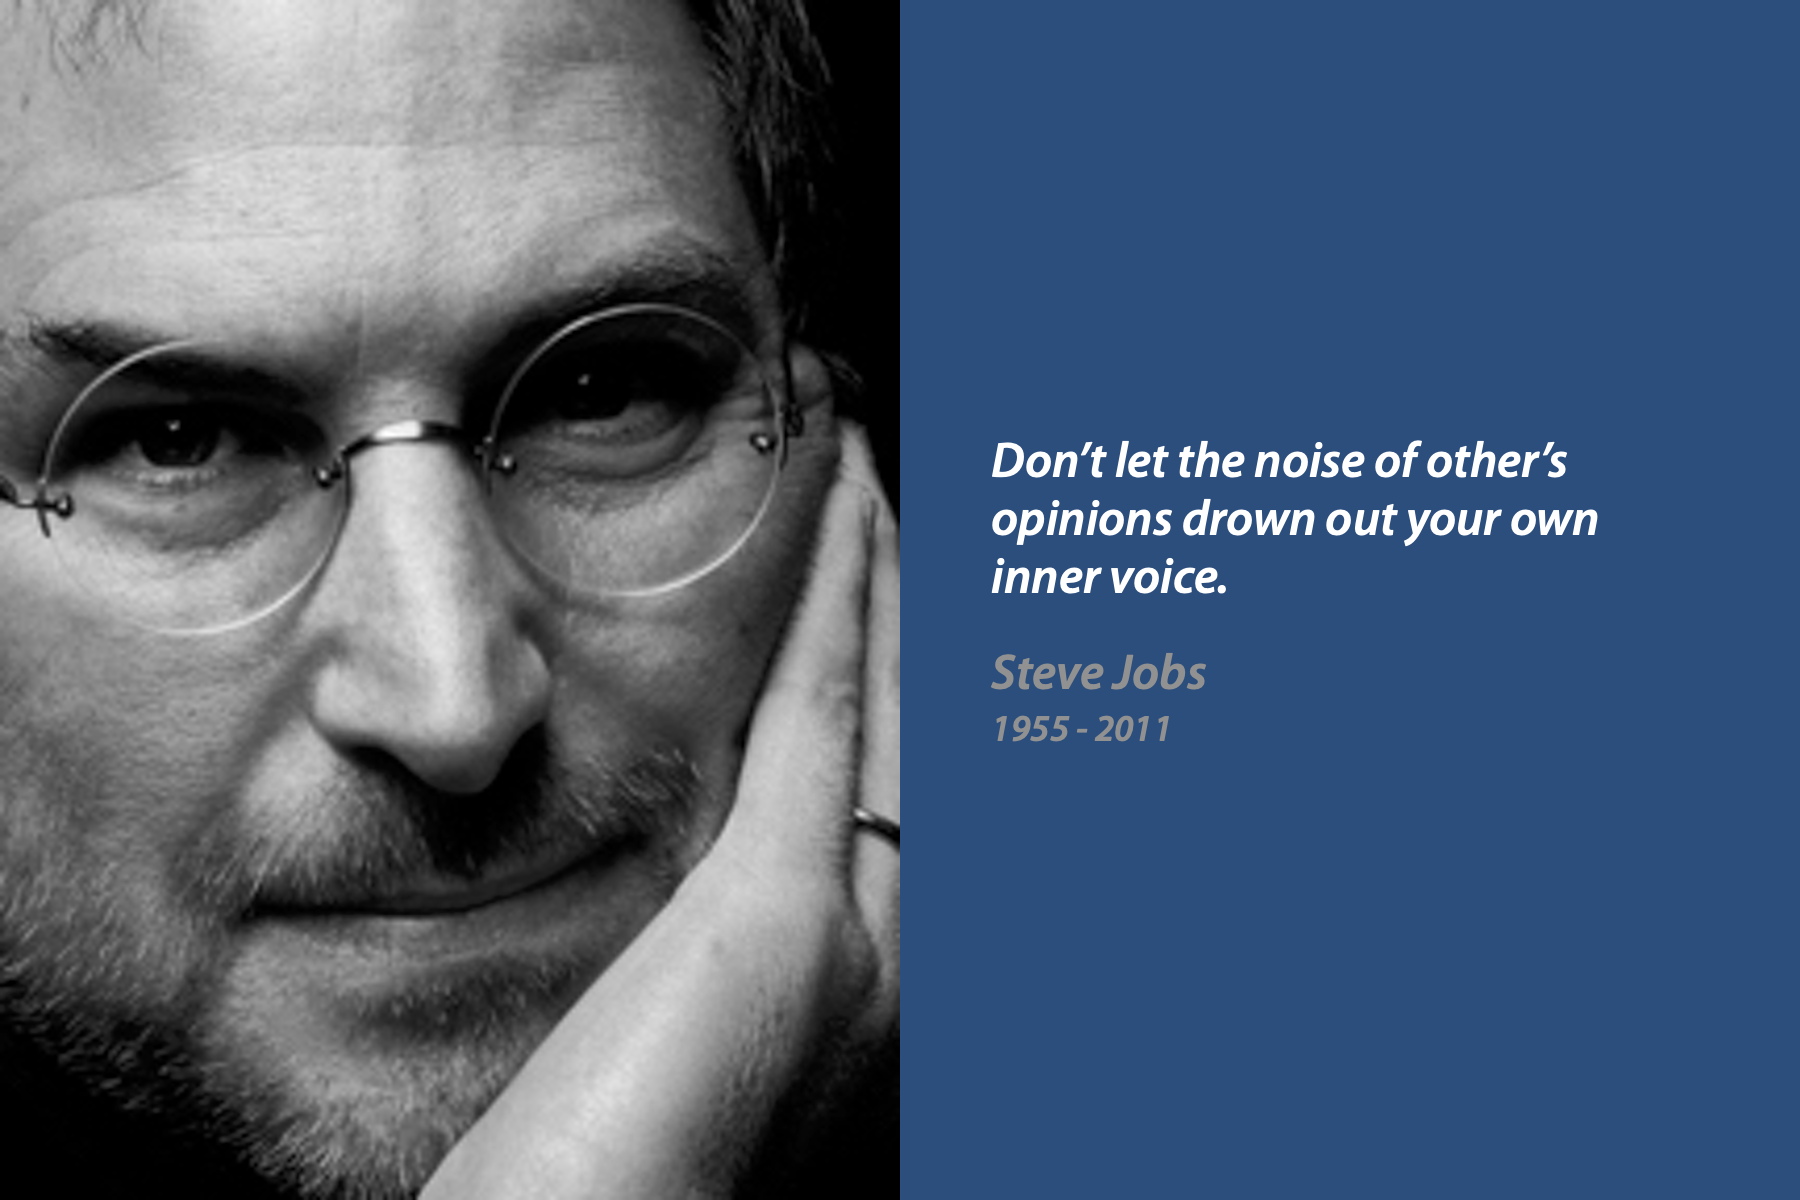 Don’t let the noise of other’s
opinions drown out your own
inner voice.
Steve Jobs
1955 - 2011